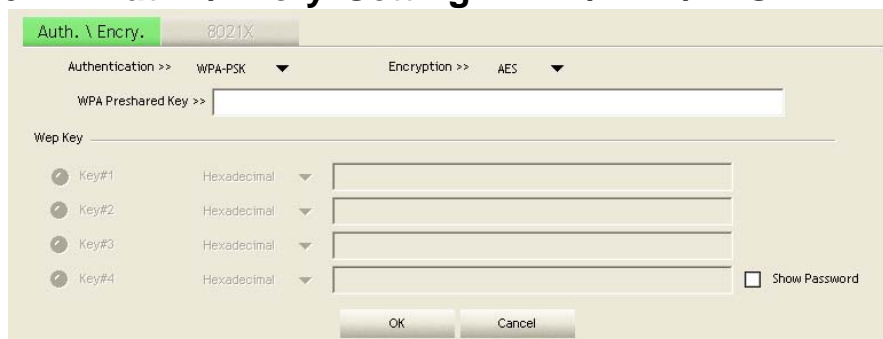 Auth. \ Encry. 8021X
Authentication >> WPA-PSK Encryption >> AES
WPA Preshared Key >>
Wep Key
Key#1 Hexadecimal
Key#2 Hexadecimal
Key#3 Hexadecimal
Key#4 Hexadecimal Show Password
OK Cancel